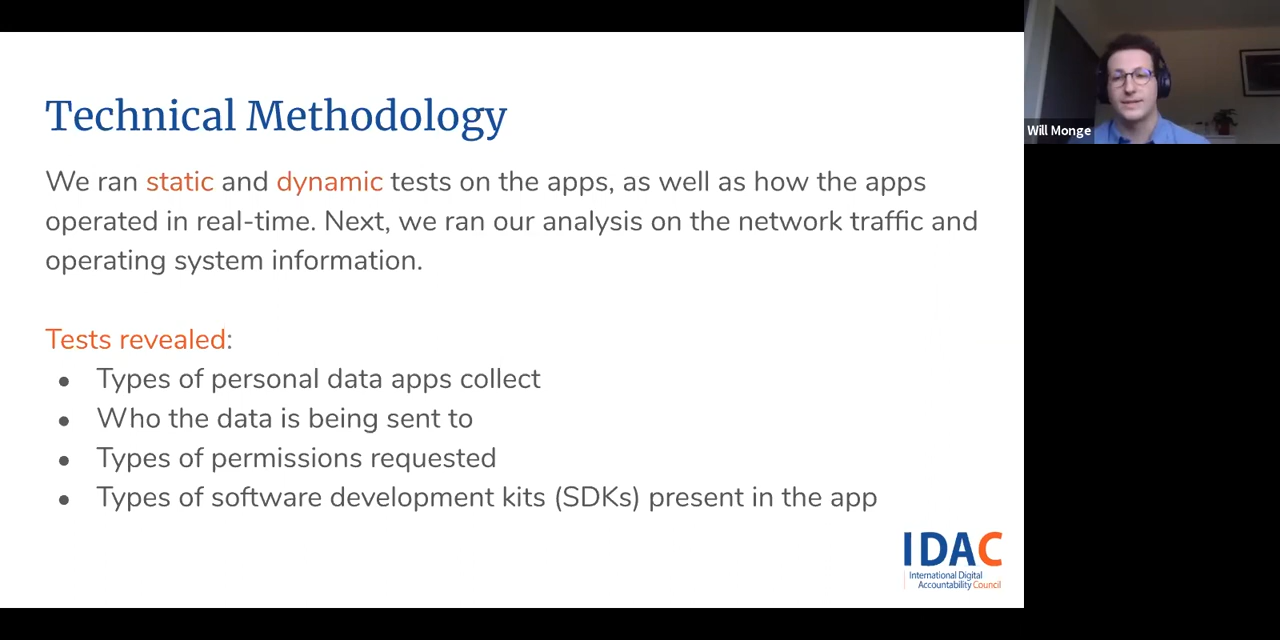 Technical Methodology
We ran static and dynamic tests on the apps, as well as how the apps
operated in real-time. Next, we ran our analysis on the network traffic and
operating system information.
Tests revealed:
● Types of personal data apps collect
● Who the data is being sent to
● Types of permissions requested
● Types of software development kits (SDKs) present in the app
IDAC
International Digital
Accountability Council
Will Monge